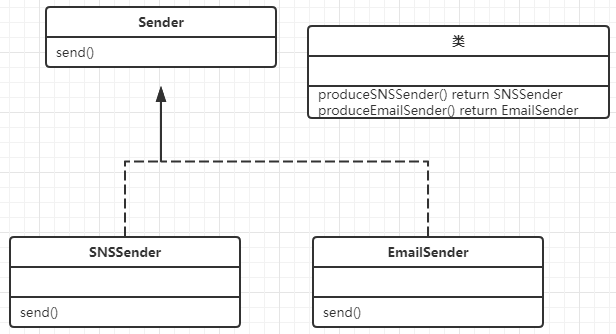 Sender
send()
类
produceSNSSender() return SNSSender
produceEmailSender() return EmailSender
SNSSender
send()
EmailSender
send()